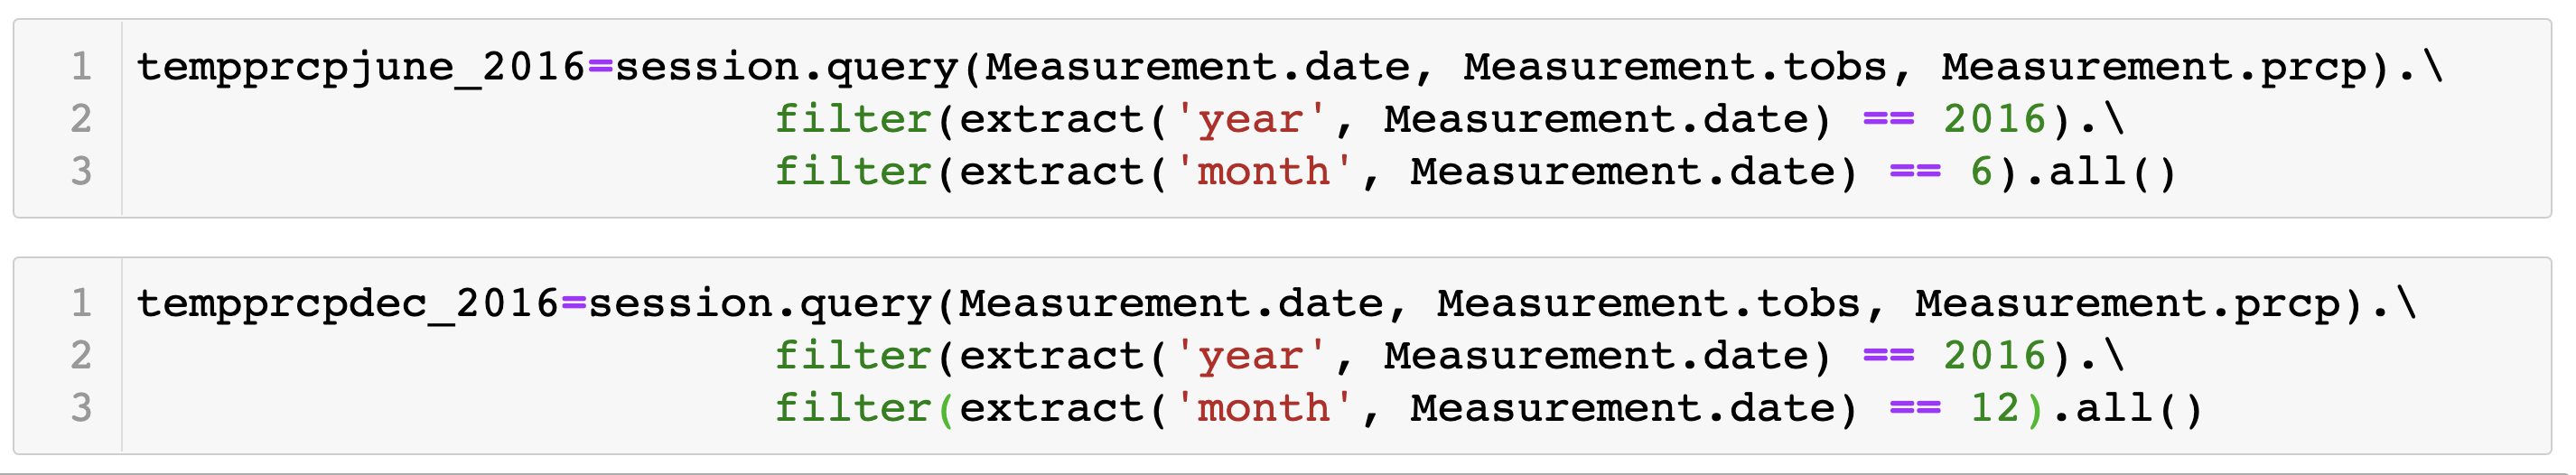 1 tempprcpjune_2016=session.query(Measurement.date, Measurement.tobs, Measurement.prcp).\
2 filter(extract('year', Measurement.date) == 2016).\
3 filter(extract('month', Measurement.date) == 6).all()
1 tempprcpdec_2016=session.query(Measurement.date, Measurement.tobs, Measurement.prcp).\
2 filter(extract('year', Measurement.date) == 2016).\
3 filter(extract('month', Measurement.date) == 12).all()